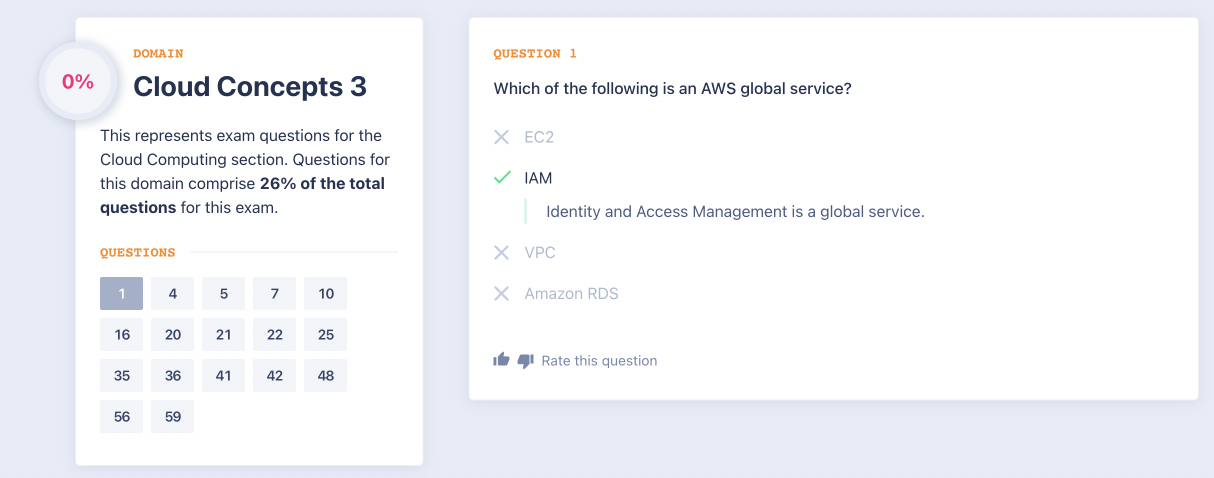 0%
DOMAIN
Cloud Concepts 3
This represents exam questions for the
Cloud Computing section. Questions for
this domain comprise 26% of the total
questions for this exam.
QUESTIONS
1 4 5 7 10
16 20 21 22 25
35 36 41 42 48
56 59
QUESTION 1
Which of the following is an AWS global service?
EC2
IAM
Identity and Access Management is a global service.
VPC
Amazon RDS
Rate this question